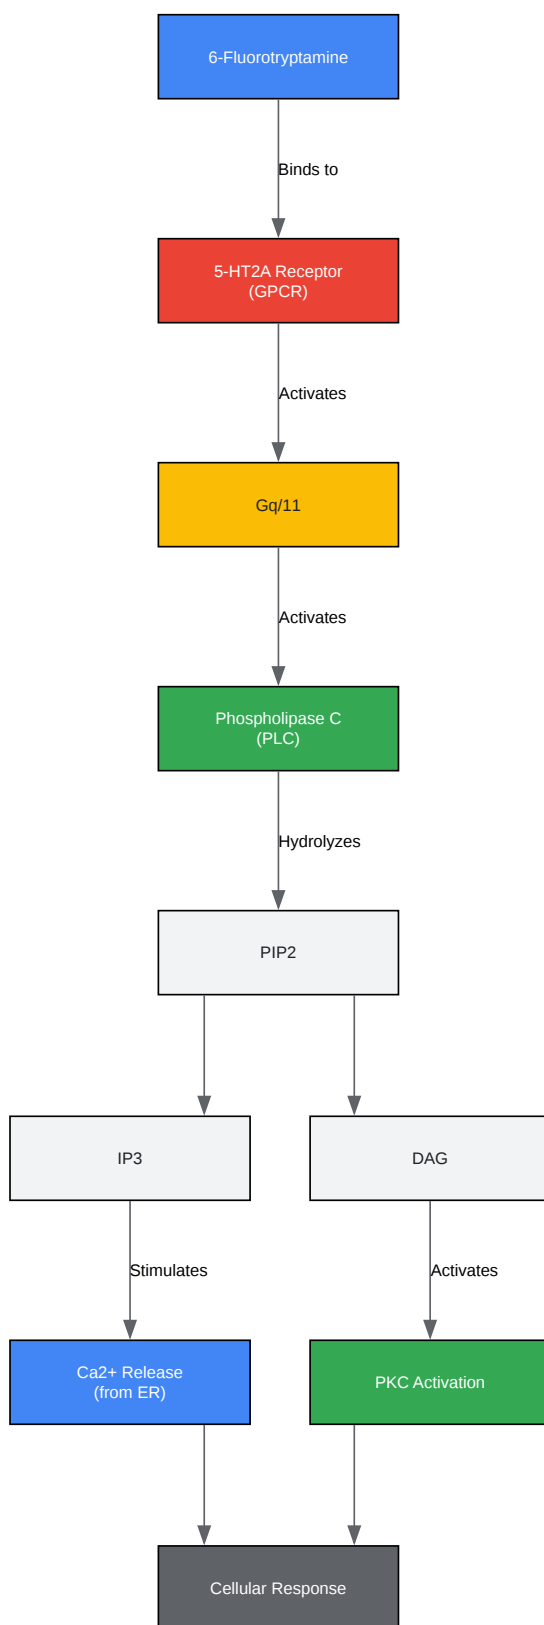 6-Fluorotryptamine
Binds to
5-HT2A Receptor
(GPCR)
Activates
Gq/11
Activates
Phospholipase C
(PLC)
Hydrolyzes
PIP2
IP3
DAG
Stimulates
Activates
Ca2+ Release
(from ER)
PKC Activation
Cellular Response